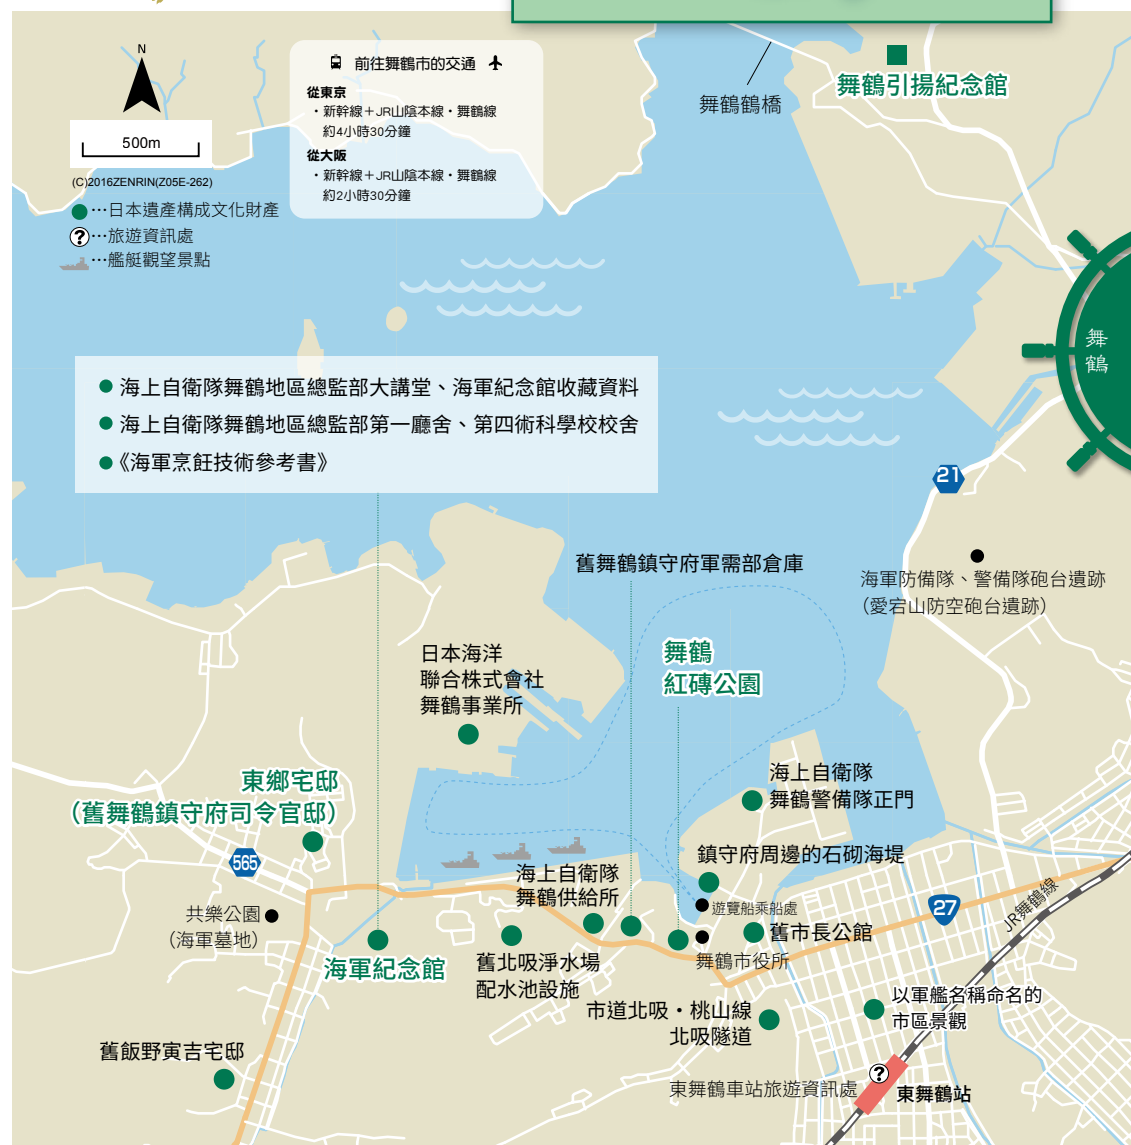 N
500m
(C)2016ZENRIN(Z05E-262)
●…日本遺產構成文化財產
?…旅遊資訊處
…艦艇觀望景點
前往舞鶴市的交通
從東京
・新幹線＋JR山陰本線・舞鶴線
約4小時30分鐘
從大阪
・新幹線＋JR山陰本線・舞鶴線
約2小時30分鐘
舞鶴鶴橋
舞鶴引揚紀念館
舞鶴
● 海上自衛隊舞鶴地區總監部大講堂、海軍紀念館收藏資料
● 海上自衛隊舞鶴地區總監部第一廳舍、第四術科學校校舍
●《海軍烹飪技術參考書》
21
海軍防備隊、警備隊砲台遺跡
（愛宕山防空砲台遺跡）
舊舞鶴鎮守府軍需部倉庫
日本海洋
聯合株式會社
舞鶴事業所
舞鶴
紅磚公園
東鄉宅邸
（舊舞鶴鎮守府司令官邸）
海上自衛隊
舞鶴警備隊正門
鎮守府周邊的石砌海堤
565
海上自衛隊
舞鶴供給所
遊覽船乘船處
27
JR舞鶴線
共樂公園
（海軍墓地）
海軍紀念館
舊北吸淨水場
配水池設施
舊市長公館
舞鶴市役所
市道北吸・桃山線
北吸隧道
以軍艦名稱命名的
市區景觀
舊飯野寅吉宅邸
?
東舞鶴車站旅遊資訊處
東舞鶴站